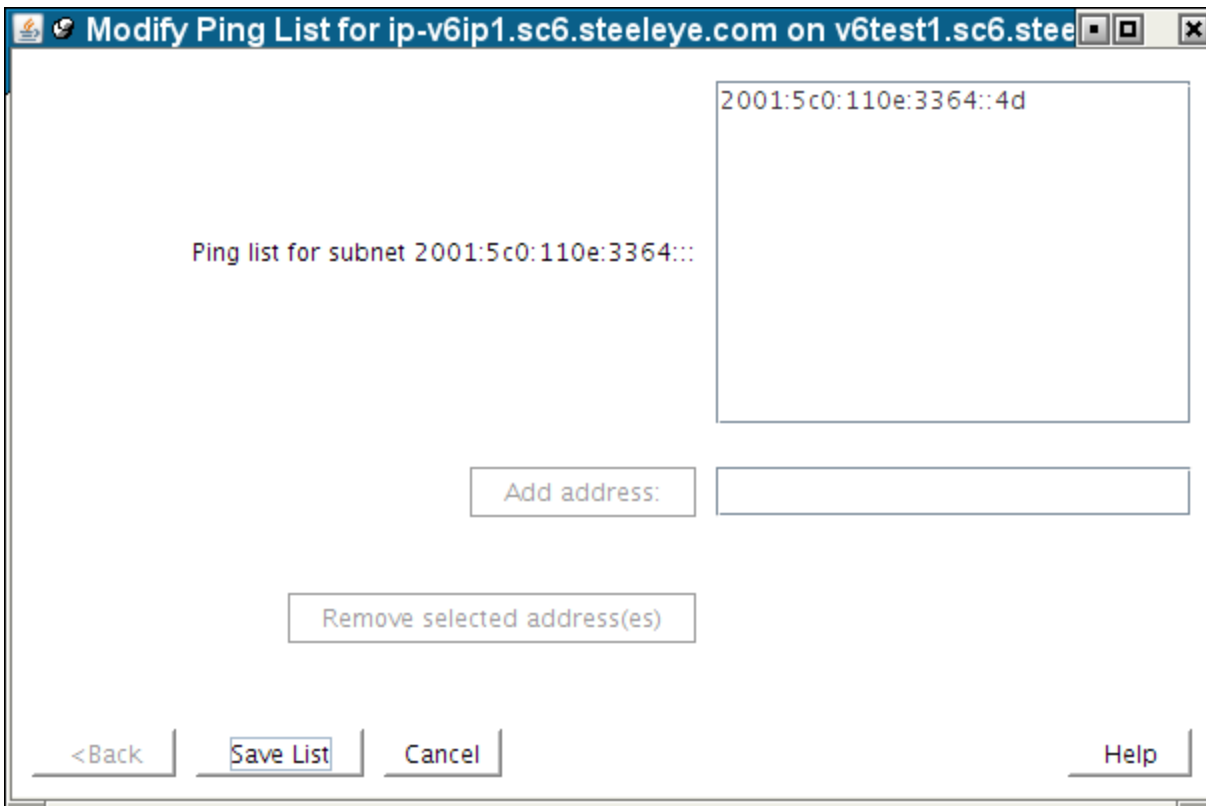 Modify Ping List for ip-v6ip1.sc6.steeleye.com on v6test1.sc6.stee
2001:5c0:110e:3364::4d
Ping list for subnet 2001:5c0:110e:3364:::
Add address:
Remove selected address(es)
<Back Save List Cancel Help